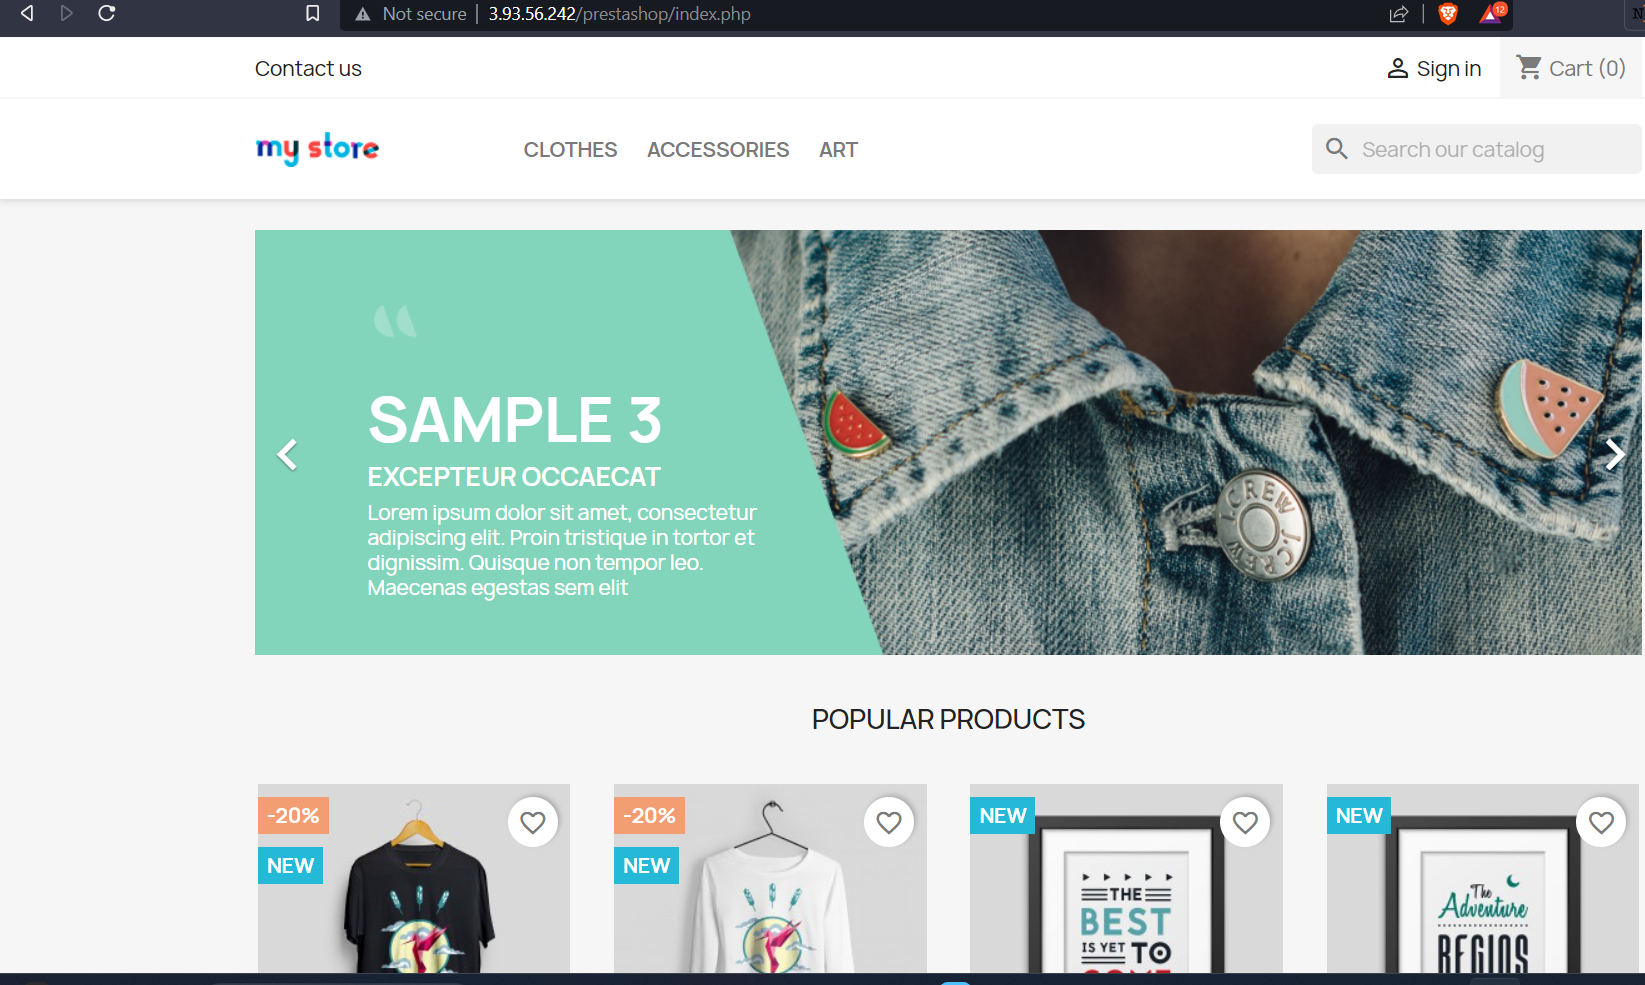 Not secure | 3.93.56.242/prestashop/index.php
12
Contact us
Sign in
Cart (0)
my store
CLOTHES
ACCESSORIES
ART
Search our catalog
SAMPLE 3
EXCEPTEUR OCCAECAT
Lorem ipsum dolor sit amet, consectetur
adipiscing elit. Proin tristique in tortor et
dignissim. Quisque non tempor leo.
Maecenas egestas sem elit
J.CREW J.CREW
POPULAR PRODUCTS
-20%
NEW
-20%
NEW
NEW
THE
BEST
IS YET TO
COME
NEW
The
Adventure
BEGINS